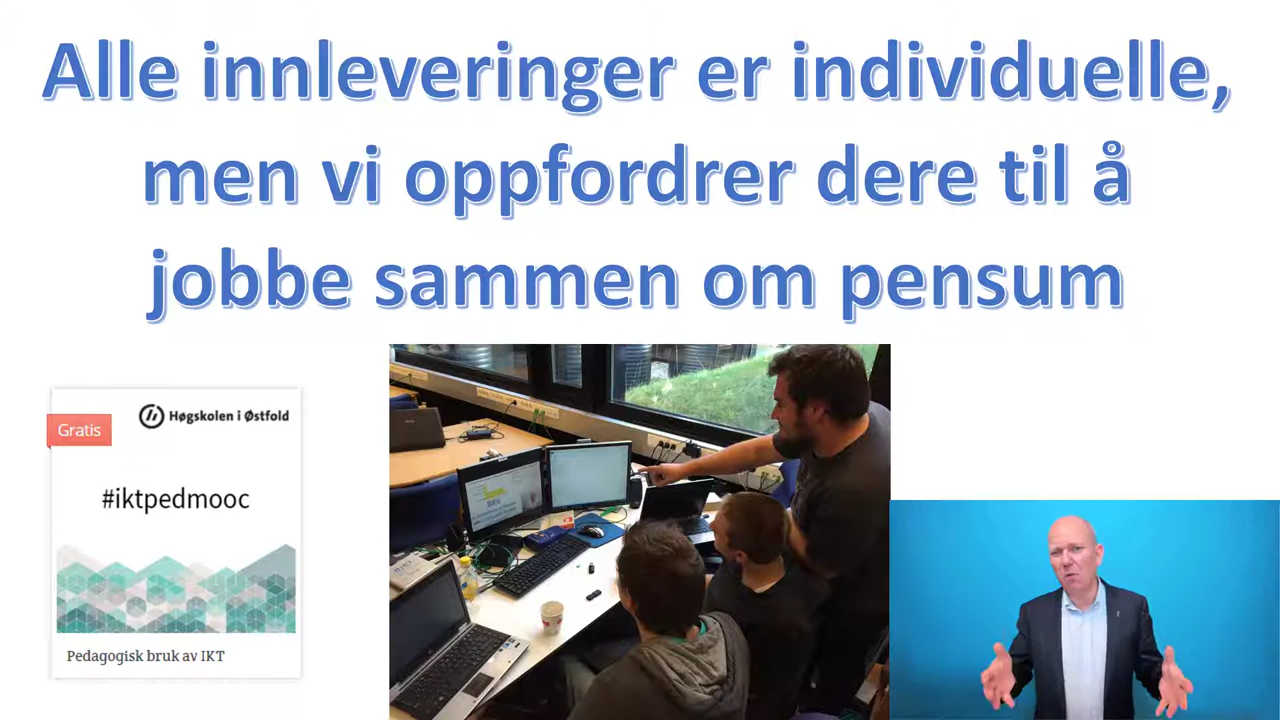 Alle innleveringer er individuelle,
men vi oppfordrer dere til å
jobbe sammen om pensum
Gratis
Høgskolen i Østfold
#iktpedmooc
Pedagogisk bruk av IKT